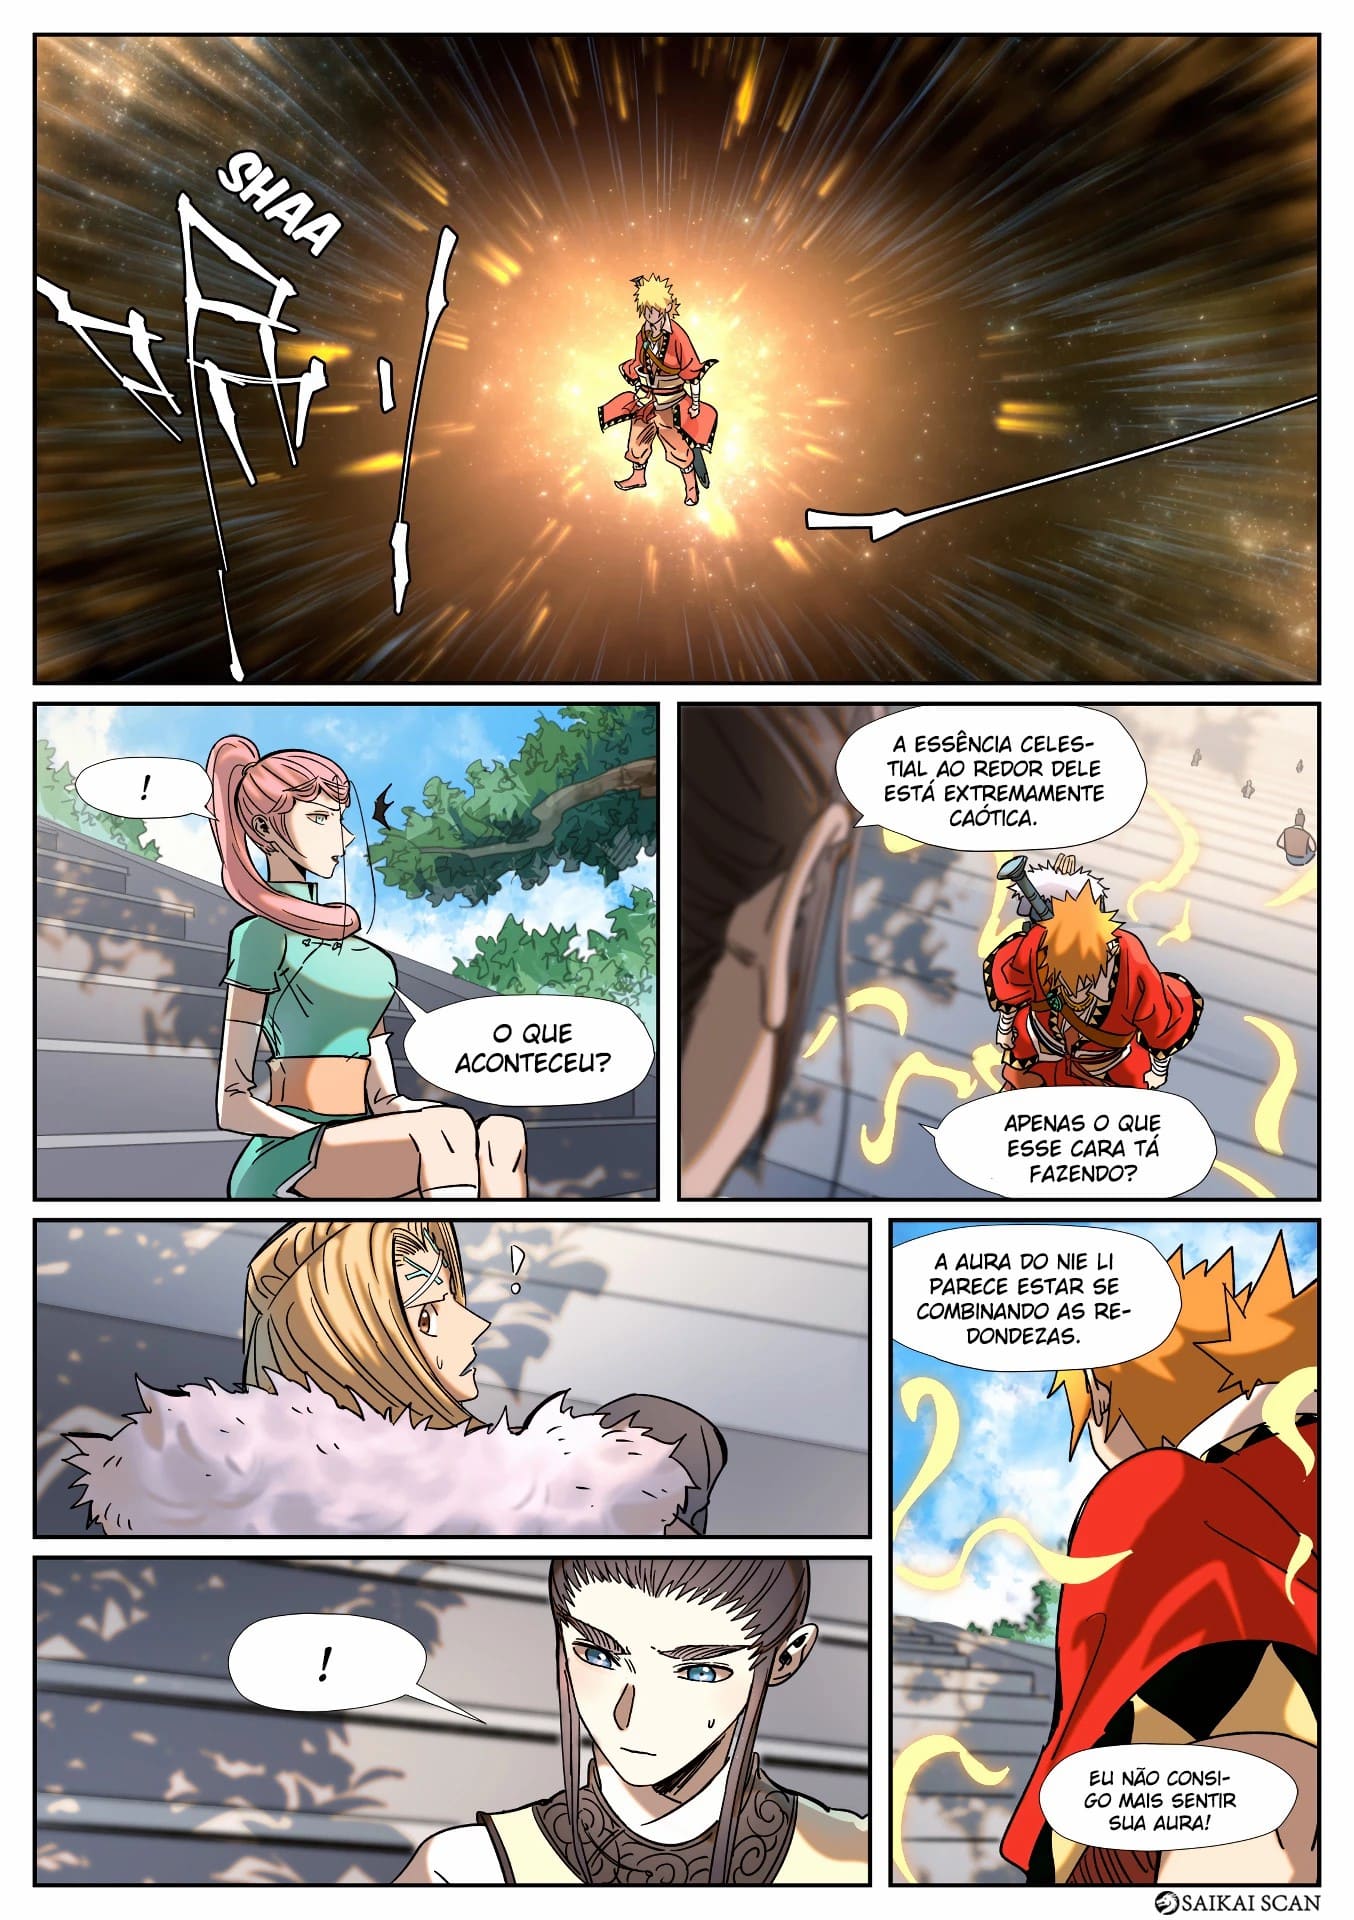 SHAA
!
O QUE
ACONTECEU?
A ESSÊNCIA CELES-
TIAL AO REDOR DELE
ESTÁ EXTREMAMENTE
CAÓTICA.
APENAS O QUE
ESSE CARA TÁ
FAZENDO?
!
A AURA DO NIE LI
PARECE ESTAR SE
COMBINANDO AS RE-
DONDEZAS.
!
EU NÃO CONSI-
GO MAIS SENTIR
SUA AURA!
SAIKAI SCAN